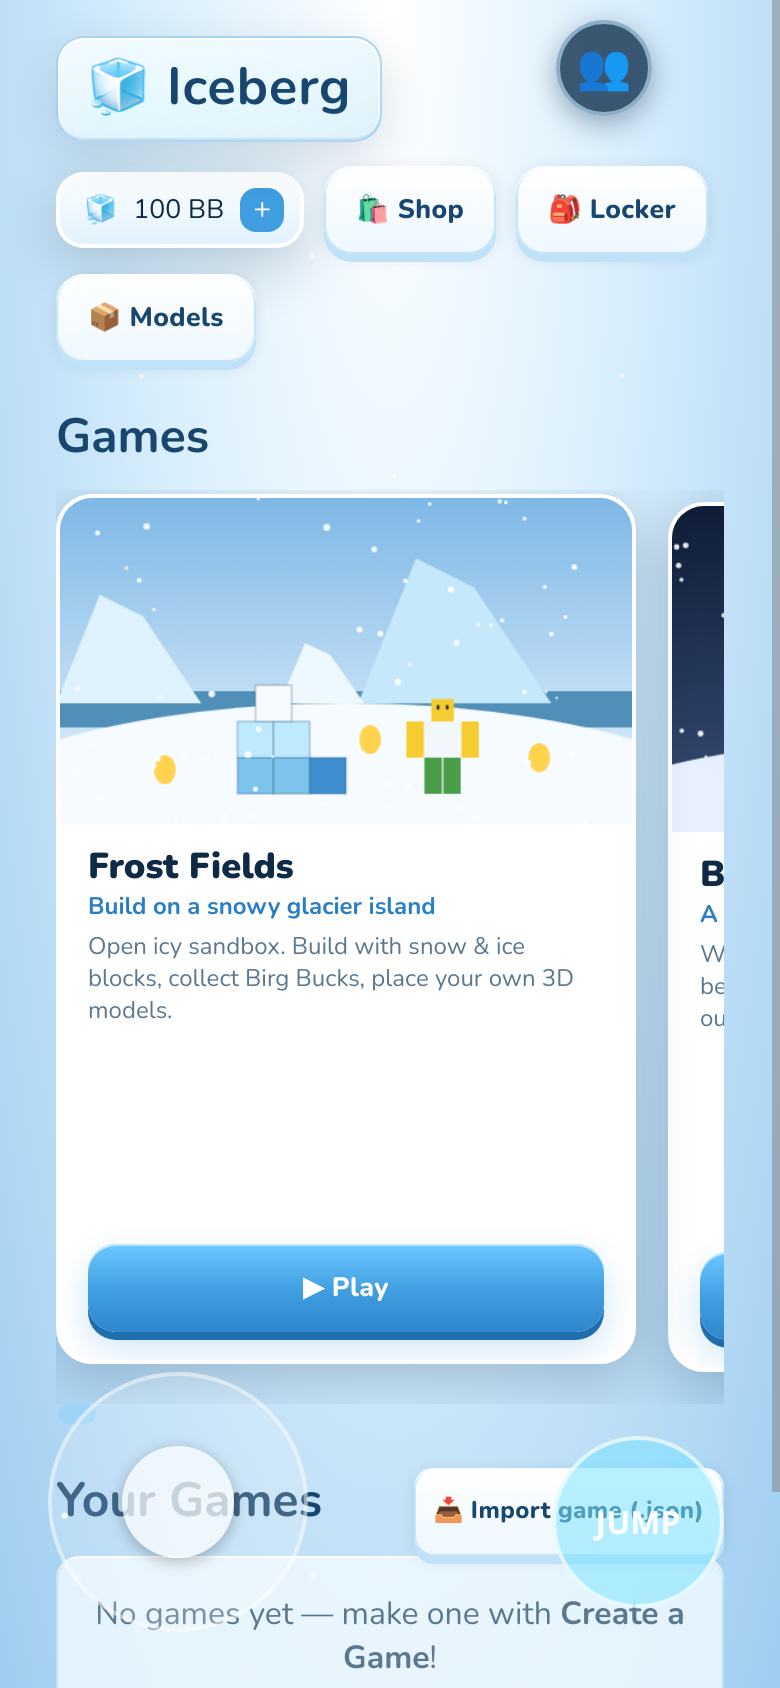 Iceberg
100 BB +
Shop
Locker
Models
Games
Frost Fields
Build on a snowy glacier island
Open icy sandbox. Build with snow & ice
blocks, collect Birg Bucks, place your own 3D
models.
▶ Play
B
A
W
be
ou
Your Games
Import game (.json)
JUMP
No games yet — make one with Create a
Game!